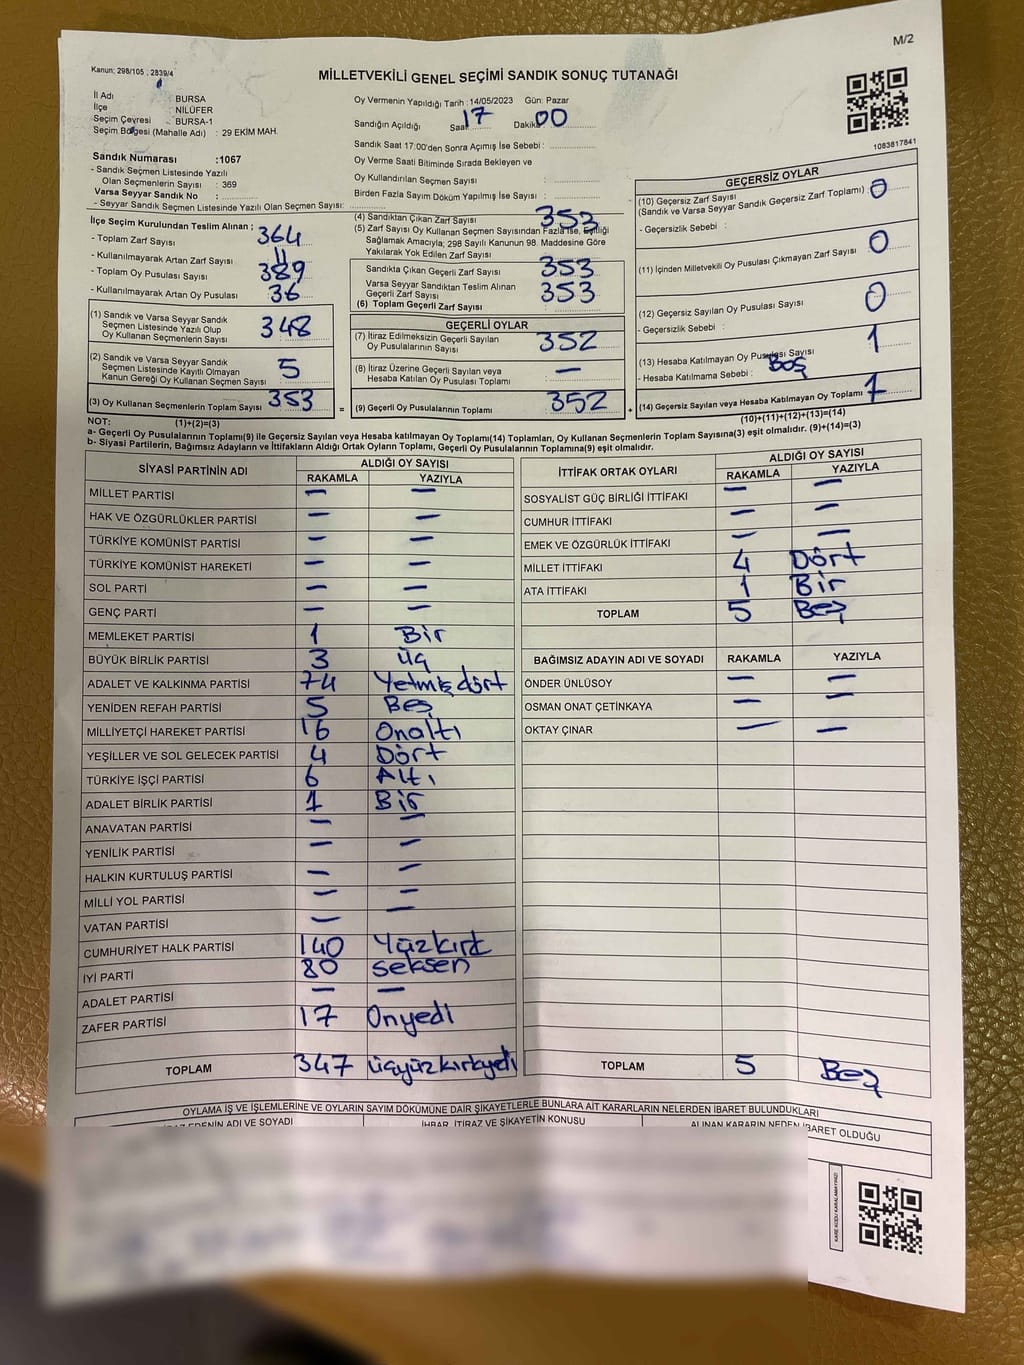 M/2
Kanun: 298/105 , 2839/4
MİLLETVEKİLİ GENEL SEÇİMİ SANDIK SONUÇ TUTANAĞI
İl Adı BURSA
İlçe : NİLÜFER
Seçim Çevresi : BURSA-1
Seçim Bölgesi (Mahalle Adı) : 29 EKİM MAH.
Oy Vermenin Yapıldığı Tarih : 14/05/2023 Gün: Pazar
Sandığın Açıldığı Saat 17 Dakika 00
Sandık Saat 17:00'den Sonra Açımış İse Sebebi :
Oy Verme Saati Bitiminde Sırada Bekleyen ve
Oy Kullandırılan Seçmen Sayısı :
Birden Fazla Sayım Döküm Yapılmış İse Sayısı :
1083817841
Sandık Numarası :1067
- Sandık Seçmen Listesinde Yazılı
Olan Seçmenlerin Sayısı : 369
Varsa Seyyar Sandık No :
- Seyyar Sandık Seçmen Listesinde Yazılı Olan Seçmen Sayısı:
İlçe Seçim Kurulundan Teslim Alınan :
- Toplam Zarf Sayısı 364
- Kullanılmayarak Artan Zarf Sayısı 11
- Toplam Oy Pusulası Sayısı 389
- Kullanılmayarak Artan Oy Pusulası 36
(1) Sandık ve Varsa Seyyar Sandık
Seçmen Listesinde Yazılı Olup
Oy Kullanan Seçmenlerin Sayısı 348
(2) Sandık ve Varsa Seyyar Sandık
Seçmen Listesinde Kayıtlı Olmayan
Kanun Gereği Oy Kullanan Seçmen Sayısı 5
(3) Oy Kullanan Seçmenlerin Toplam Sayısı 353
(4) Sandıktan Çıkan Zarf Sayısı 353
(5) Zarf Sayısı Oy Kullanan Seçmen Sayısından Fazla İse, Eşitliği
Sağlamak Amacıyla; 298 Sayılı Kanunun 98. Maddesine Göre
Yakılarak Yok Edilen Zarf Sayısı
Sandıkta Çıkan Geçerli Zarf Sayısı 353
Varsa Seyyar Sandıktan Teslim Alınan
Geçerli Zarf Sayısı 353
(6) Toplam Geçerli Zarf Sayısı :
GEÇERLİ OYLAR
(7) İtiraz Edilmeksizin Geçerli Sayılan
Oy Pusulalarının Sayısı 352
(8) İtiraz Üzerine Geçerli Sayılan veya
Hesaba Katılan Oy Pusulası Toplamı —
= (9) Geçerli Oy Pusulalarının Toplamı 352 +
GEÇERSİZ OYLAR
(10) Geçersiz Zarf Sayısı
(Sandık ve Varsa Seyyar Sandık Geçersiz Zarf Toplamı) : 0
- Geçersizlik Sebebi :
(11) İçinden Milletvekili Oy Pusulası Çıkmayan Zarf Sayısı 0
(12) Geçersiz Sayılan Oy Pusulası Sayısı 0
- Geçersizlik Sebebi :
(13) Hesaba Katılmayan Oy Pusulası Sayısı 1
- Hesaba Katılmama Sebebi : Boş
(14) Geçersiz Sayılan veya Hesaba Katılmayan Oy Toplamı 1
NOT: (1)+(2)=(3)
(10)+(11)+(12)+(13)=(14)
a- Geçerli Oy Pusulalarının Toplamı(9) ile Geçersiz Sayılan veya Hesaba katılmayan Oy Toplamı(14) Toplamları, Oy Kullanan Seçmenlerin Toplam Sayısına(3) eşit olmalıdır. (9)+(14)=(3)
b- Siyasi Partilerin, Bağımsız Adayların ve İttifakların Aldığı Ortak Oyların Toplamı, Geçerli Oy Pusulalarının Toplamına(9) eşit olmalıdır.
SİYASİ PARTİNİN ADI ALDIĞI OY SAYISI
RAKAMLA YAZIYLA
MİLLET PARTİSİ — —
HAK VE ÖZGÜRLÜKLER PARTİSİ — —
TÜRKİYE KOMÜNİST PARTİSİ — —
TÜRKİYE KOMÜNİST HAREKETİ — —
SOL PARTİ — —
GENÇ PARTİ — —
MEMLEKET PARTİSİ 1 Bir
BÜYÜK BİRLİK PARTİSİ 3 Üç
ADALET VE KALKINMA PARTİSİ 74 Yetmiş dört
YENİDEN REFAH PARTİSİ 5 Beş
MİLLİYETÇİ HAREKET PARTİSİ 16 Onaltı
YEŞİLLER VE SOL GELECEK PARTİSİ 4 Dört
TÜRKİYE İŞÇİ PARTİSİ 6 Altı
ADALET BİRLİK PARTİSİ 1 Bir
ANAVATAN PARTİSİ — —
YENİLİK PARTİSİ — —
HALKIN KURTULUŞ PARTİSİ — —
MİLLİ YOL PARTİSİ — —
VATAN PARTİSİ — —
CUMHURİYET HALK PARTİSİ 140 Yüzkırk
İYİ PARTİ 80 seksen
ADALET PARTİSİ — —
ZAFER PARTİSİ 17 Onyedi
TOPLAM 347 üçyüzkırkyedi
İTTİFAK ORTAK OYLARI ALDIĞI OY SAYISI
RAKAMLA YAZIYLA
SOSYALİST GÜÇ BİRLİĞİ İTTİFAKI — —
CUMHUR İTTİFAKI — —
EMEK VE ÖZGÜRLÜK İTTİFAKI — —
MİLLET İTTİFAKI 4 Dört
ATA İTTİFAKI 1 Bir
TOPLAM 5 Beş
BAĞIMSIZ ADAYIN ADI VE SOYADI RAKAMLA YAZIYLA
ÖNDER ÜNLÜSOY — —
OSMAN ONAT ÇETİNKAYA — —
OKTAY ÇINAR — —
TOPLAM 5 Beş
OYLAMA İŞ VE İŞLEMLERİNE VE OYLARIN SAYIM DÖKÜMÜNE DAİR ŞİKAYETLERLE BUNLARA AİT KARARLARIN NELERDEN İBARET BULUNDUKLARI
EDENİN ADI VE SOYADI İHBAR, İTİRAZ VE ŞİKAYETİN KONUSU ALINAN KARARIN NEDEN İBARET OLDUĞU
KARE KODU KARALAMAYINIZ!